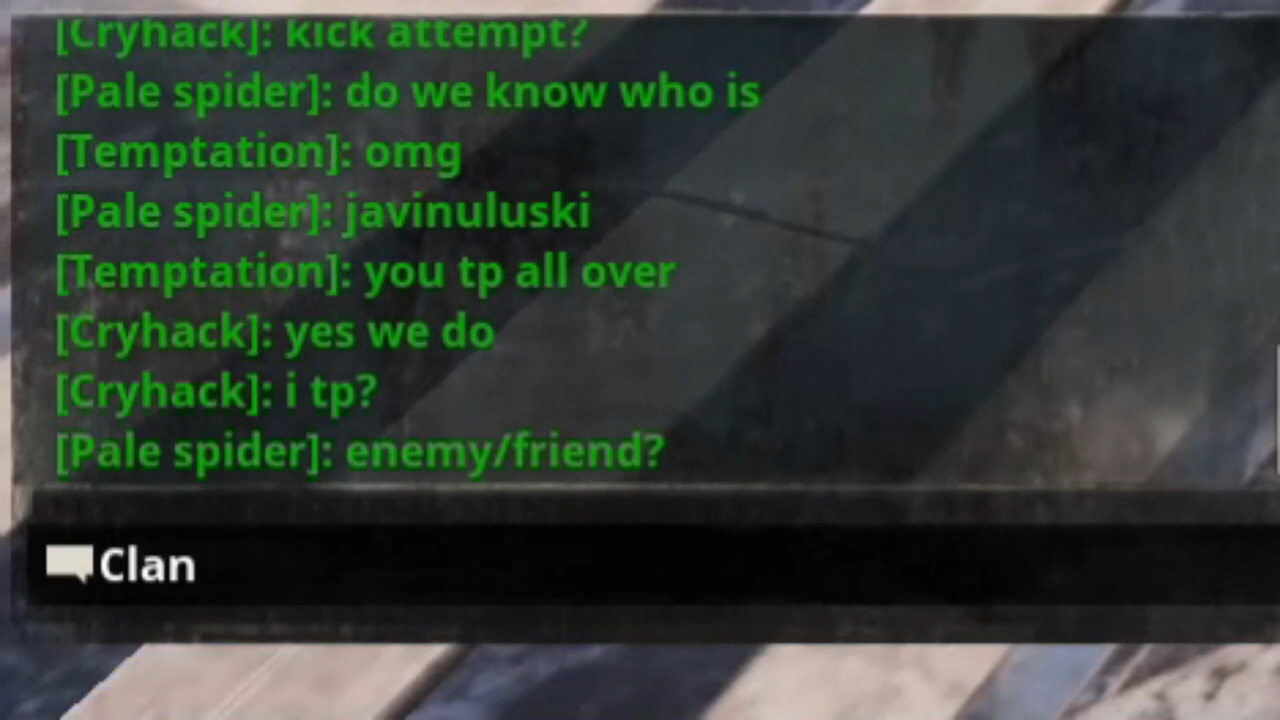 [Cryhack]: kick attempt?
[Pale spider]: do we know who is
[Temptation]: omg
[Pale spider]: javinuluski
[Temptation]: you tp all over
[Cryhack]: yes we do
[Cryhack]: i tp?
[Pale spider]: enemy/friend?
Clan